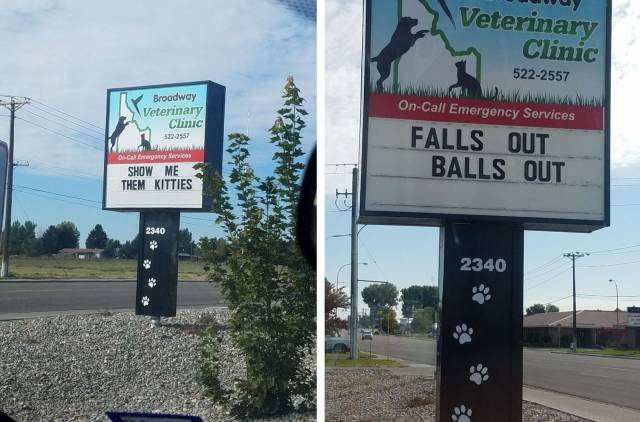 Broadway
Veterinary
Clinic
522-2557
On-Call Emergency Services
SHOW ME
THEM KITTIES
2340
Broadway
Veterinary
Clinic
522-2557
On-Call Emergency Services
FALLS OUT
BALLS OUT
2340